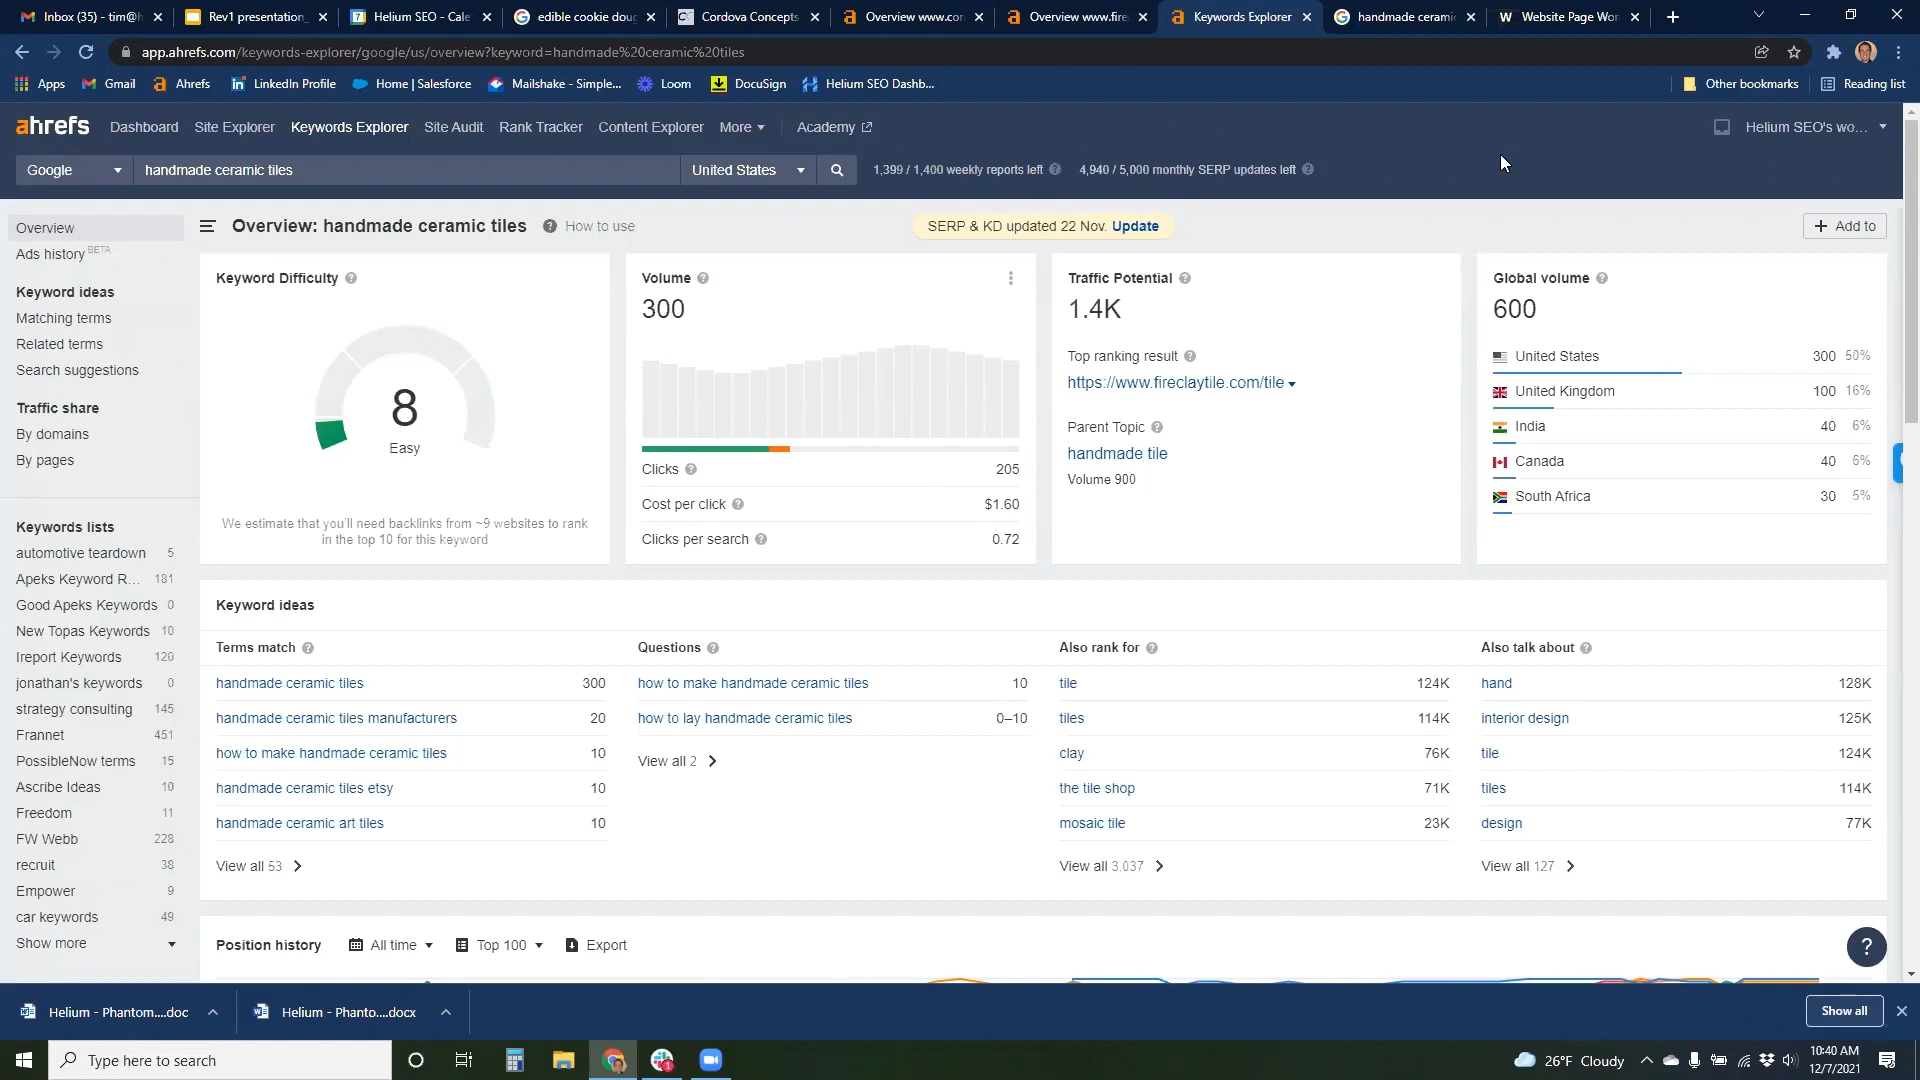 Inbox (35) - tim@h
Rev1 presentation_
Helium SEO - Cale
edible cookie doug
Cordova Concepts
Overview www.cor
Overview www.fire
Keywords Explorer
handmade ceramic
Website Page Wor
app.ahrefs.com/keywords-explorer/google/us/overview?keyword=handmade%20ceramic%20tiles
Apps
Gmail
Ahrefs
LinkedIn Profile
Home | Salesforce
Mailshake - Simple...
Loom
DocuSign
Helium SEO Dashb...
Other bookmarks
Reading list
ahrefs
Dashboard
Site Explorer
Keywords Explorer
Site Audit
Rank Tracker
Content Explorer
More
Academy
Helium SEO's wo...
Google
handmade ceramic tiles
United States
1,399 / 1,400 weekly reports left
4,940 / 5,000 monthly SERP updates left
Overview
Ads history BETA
Keyword ideas
Matching terms
Related terms
Search suggestions
Traffic share
By domains
By pages
Keywords lists
automotive teardown 5
Apeks Keyword R... 181
Good Apeks Keywords 0
New Topas Keywords 10
Ireport Keywords 120
jonathan's keywords 0
strategy consulting 145
Frannet 451
PossibleNow terms 15
Ascribe Ideas 10
Freedom 11
FW Webb 228
recruit 38
Empower 9
car keywords 49
Show more
Overview: handmade ceramic tiles
How to use
SERP & KD updated 22 Nov. Update
+ Add to
Keyword Difficulty
8
Easy
We estimate that you'll need backlinks from ~9 websites to rank
in the top 10 for this keyword
Volume
300
Clicks 205
Cost per click $1.60
Clicks per search 0.72
Traffic Potential
1.4K
Top ranking result
https://www.fireclaytile.com/tile
Parent Topic
handmade tile
Volume 900
Global volume
600
United States 300 50%
United Kingdom 100 16%
India 40 6%
Canada 40 6%
South Africa 30 5%
Keyword ideas
Terms match
handmade ceramic tiles 300
handmade ceramic tiles manufacturers 20
how to make handmade ceramic tiles 10
handmade ceramic tiles etsy 10
handmade ceramic art tiles 10
View all 53
Questions
how to make handmade ceramic tiles 10
how to lay handmade ceramic tiles 0–10
View all 2
Also rank for
tile 124K
tiles 114K
clay 76K
the tile shop 71K
mosaic tile 23K
View all 3,037
Also talk about
hand 128K
interior design 125K
tile 124K
tiles 114K
design 77K
View all 127
Position history
All time
Top 100
Export
?
Helium - Phantom....doc
Helium - Phanto....docx
Show all
Type here to search
26°F Cloudy
10:40 AM
12/7/2021